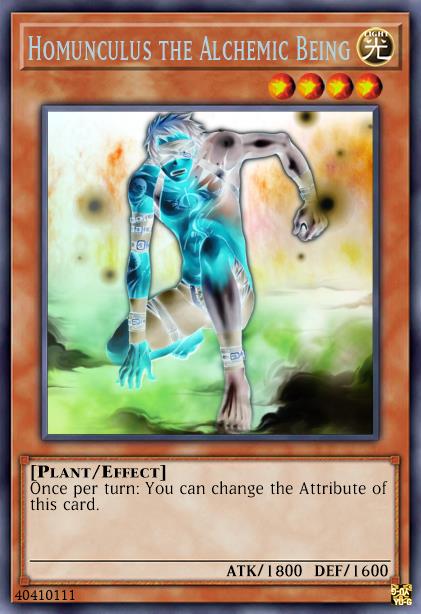 Homunculus the Alchemic Being
LIGHT
光
[Plant/Effect]
Once per turn: You can change the Attribute of
this card.
ATK/1800 DEF/1600
40410111